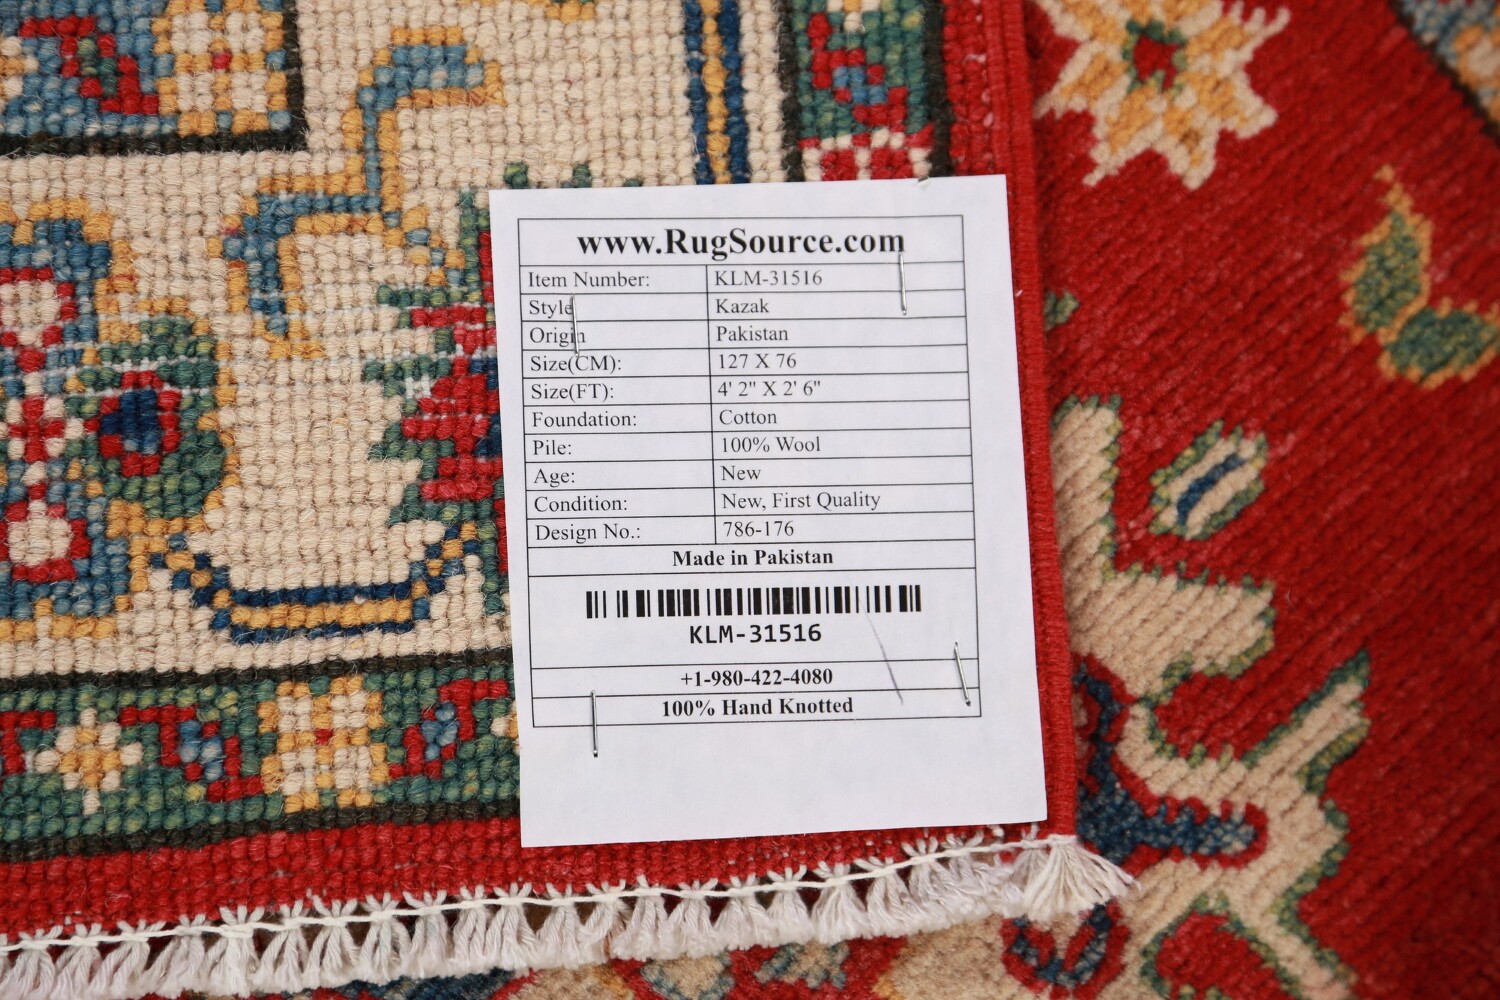 www.RugSource.com
Item Number: KLM-31516
Style Kazak
Origin Pakistan
Size(CM): 127 X 76
Size(FT): 4' 2" X 2' 6"
Foundation: Cotton
Pile: 100% Wool
Age: New
Condition: New, First Quality
Design No.: 786-176
Made in Pakistan
KLM-31516
+1-980-422-4080
100% Hand Knotted